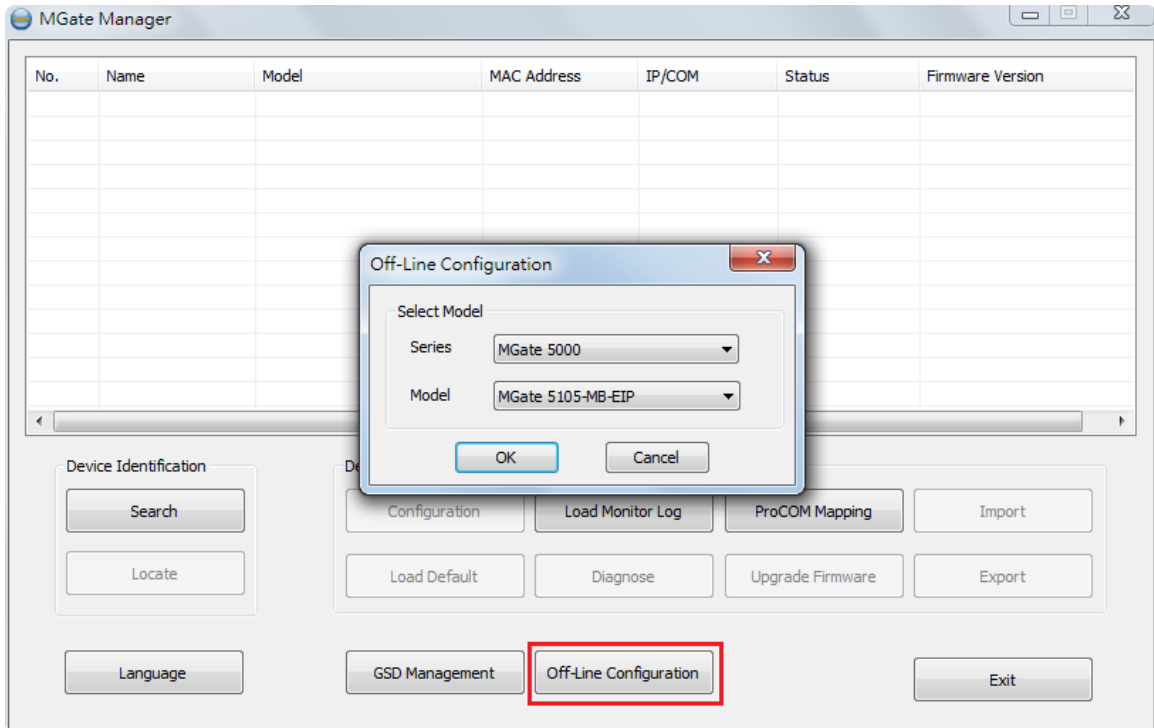 MGate Manager
No. Name Model MAC Address IP/COM Status Firmware Version
Off-Line Configuration
Select Model
Series MGate 5000
Model MGate 5105-MB-EIP
OK Cancel
Device Identification
Search Configuration Load Monitor Log ProCOM Mapping Import
Locate Load Default Diagnose Upgrade Firmware Export
Language GSD Management Off-Line Configuration Exit